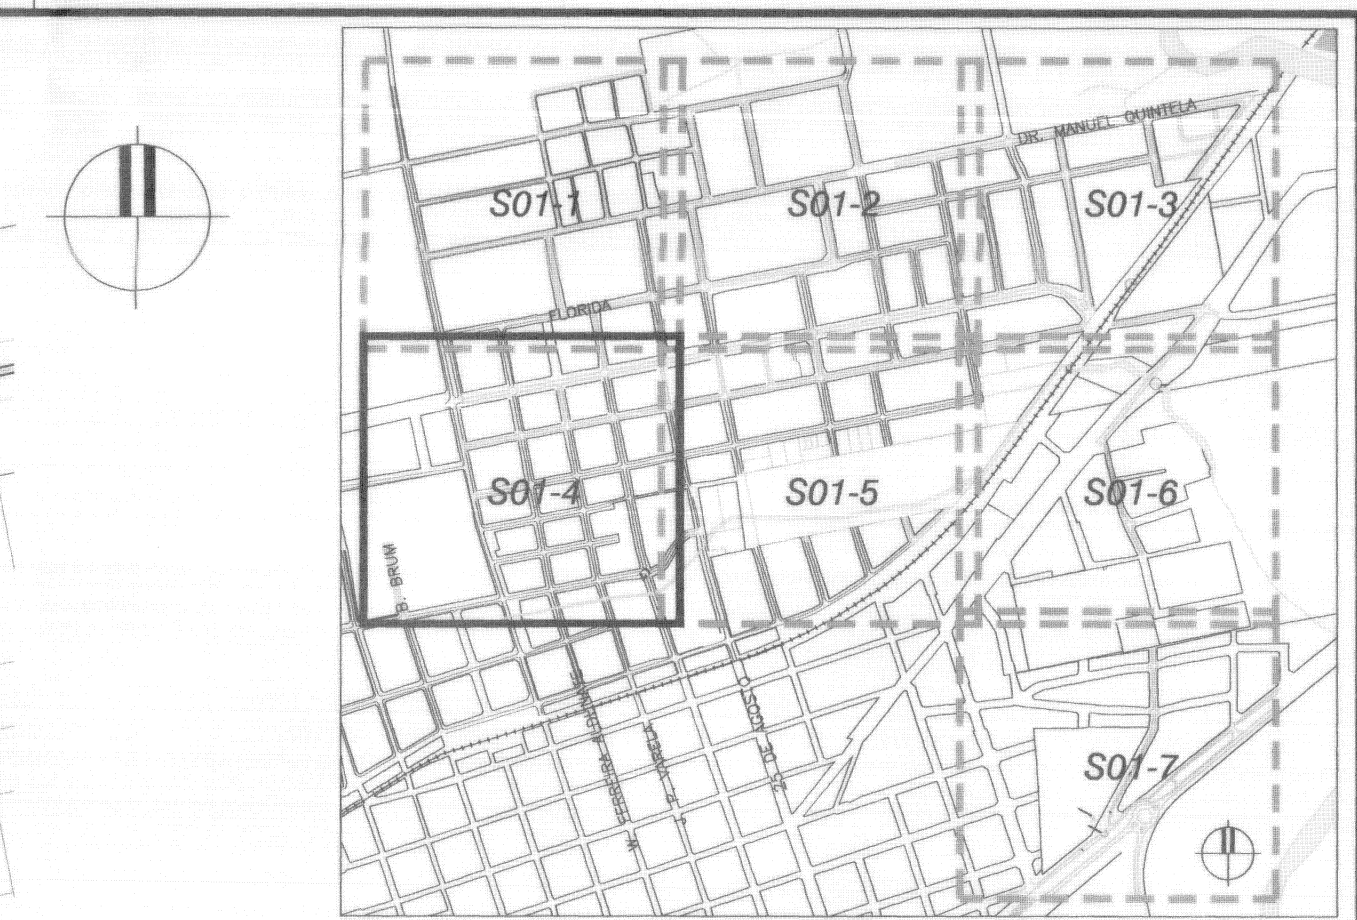 DR. MANUEL QUINTELA
S01-1
S01-2
S01-3
FLORIDA
S01-4
S01-5
S01-6
B. BRUM
W. FERREIRA ALDUNATE
J. P. VARELA
25 DE AGOSTO
S01-7